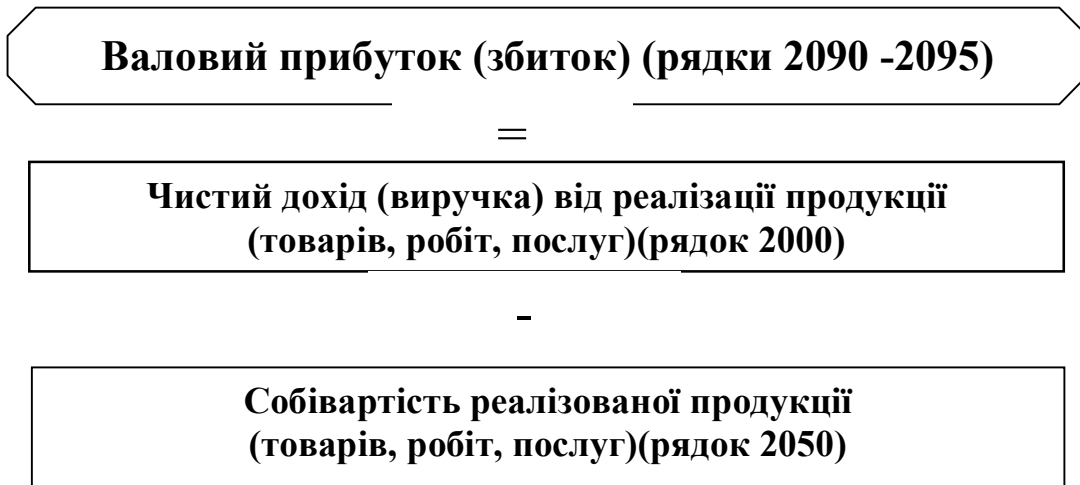 Валовий прибуток (збиток) (рядки 2090 -2095)
=
Чистий дохід (виручка) від реалізації продукції
(товарів, робіт, послуг)(рядок 2000)
-
Собівартість реалізованої продукції
(товарів, робіт, послуг)(рядок 2050)